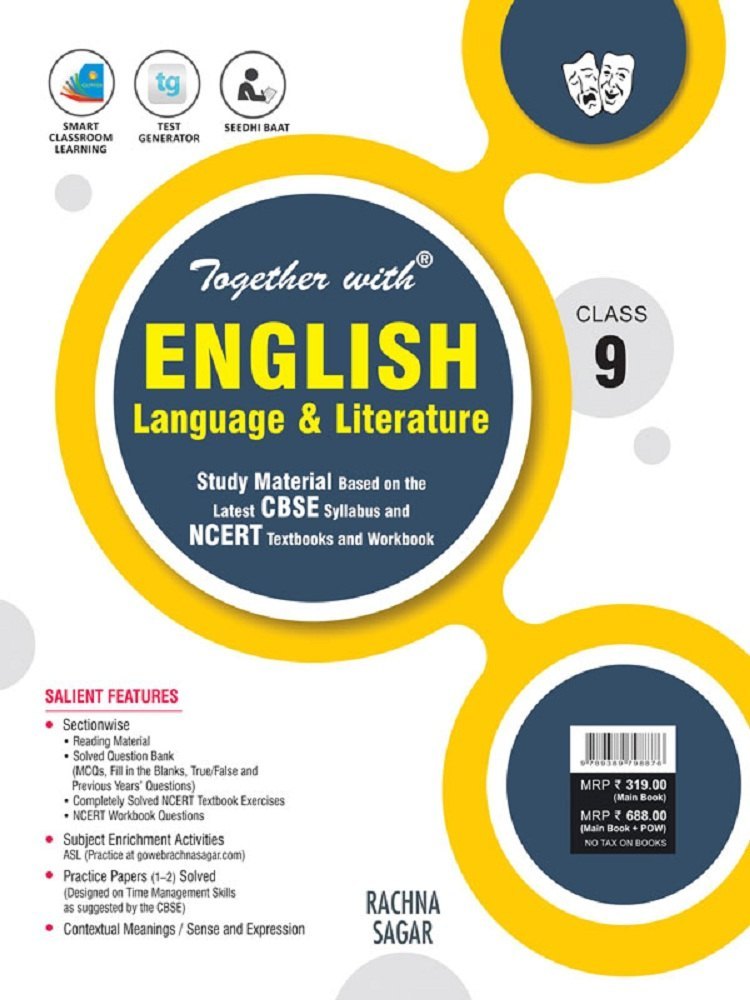 SMART
CLASSROOM
LEARNING
tg
TEST
GENERATOR
SEEDHI BAAT
Together with®
ENGLISH
Language & Literature
Study Material Based on the
Latest CBSE Syllabus and
NCERT Textbooks and Workbook
CLASS
9
SALIENT FEATURES
• Sectionwise
• Reading Material
• Solved Question Bank
(MCQs, Fill in the Blanks, True/False and
Previous Years' Questions)
• Completely Solved NCERT Textbook Exercises
• NCERT Workbook Questions
• Subject Enrichment Activities
ASL (Practice at gowebrachnasagar.com)
• Practice Papers (1–2) Solved
(Designed on Time Management Skills
as suggested by the CBSE)
• Contextual Meanings / Sense and Expression
RACHNA
SAGAR
9 789389 798876
MRP ₹ 319.00
(Main Book)
MRP ₹ 688.00
(Main Book + POW)
NO TAX ON BOOKS